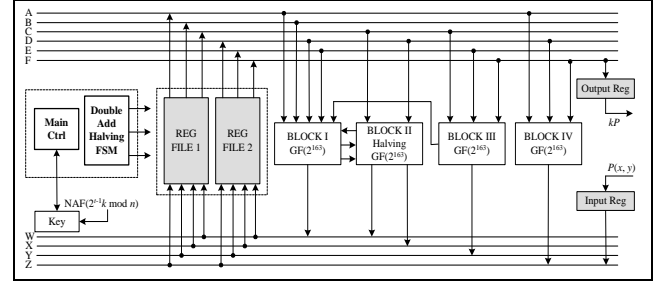 A
B
C
D
E
F
Main
Ctrl
Double
Add
Halving
FSM
REG
FILE 1
REG
FILE 2
BLOCK I
GF(2^163)
BLOCK II
Halving
GF(2^163)
BLOCK III
GF(2^163)
BLOCK IV
GF(2^163)
Output Reg
kP
P(x, y)
Input Reg
Key
NAF(2^t-1k mod n)
W
X
Y
Z